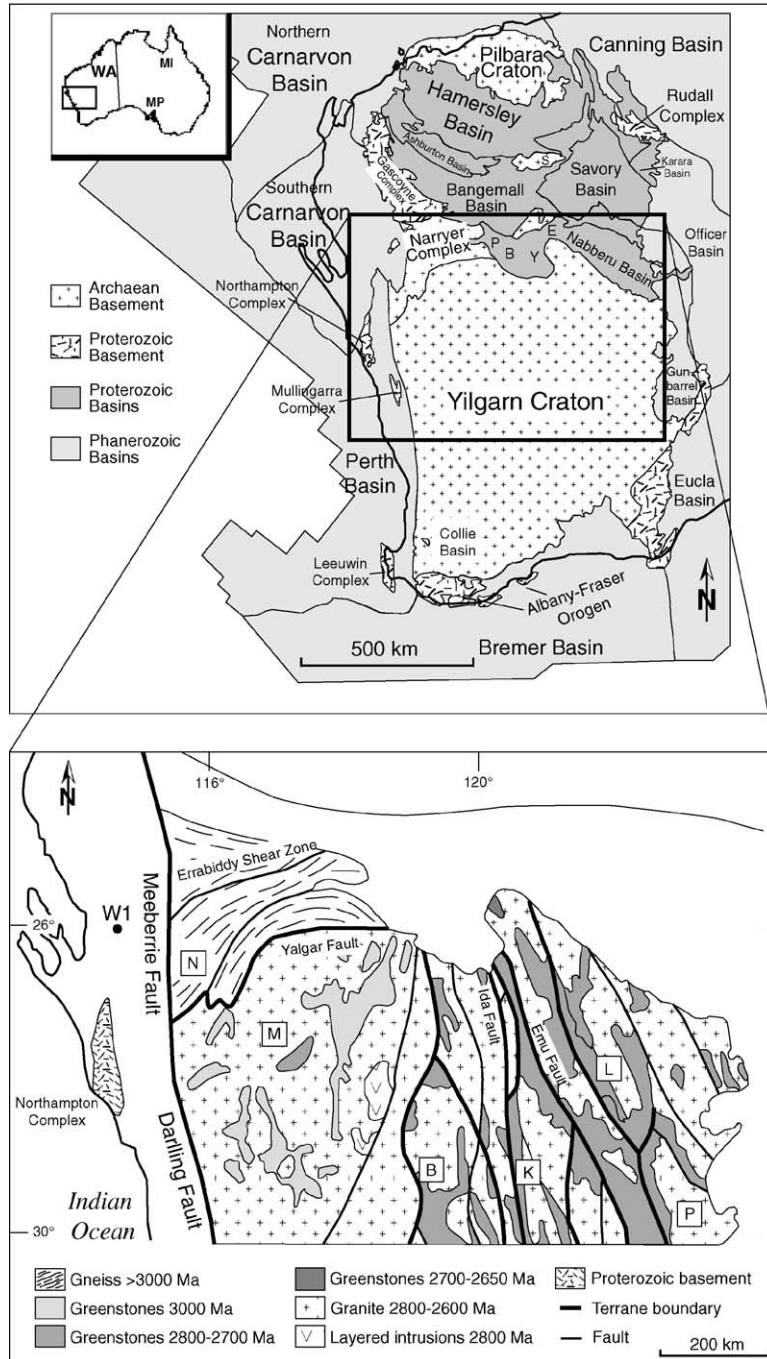 WA
MI
MP
Northern
Carnarvon
Basin
Pilbara
Craton
Canning Basin
Hamersley
Basin
Rudall
Complex
Ashburton Basin
S
Savory
Basin
Karara
Basin
Gascoyne
Complex
Bangemall
Basin
Southern
Carnarvon
Basin
Narryer
Complex
P
B
Y
E
Nabberu Basin
Officer
Basin
Northampton
Complex
Archaean
Basement
Proterozoic
Basement
Proterozoic
Basins
Phanerozoic
Basins
Mullingarra
Complex
Yilgarn Craton
Gun-
barrel
Basin
Perth
Basin
Eucla
Basin
Collie
Basin
Leeuwin
Complex
Albany-Fraser
Orogen
N
500 km
Bremer Basin
116°
120°
N
Errabiddy Shear Zone
Meeberrie Fault
W1
26°
N
Yalgar Fault
M
Ida Fault
Emu Fault
L
Northampton
Complex
Darlling Fault
B
K
P
Indian
Ocean
30°
Gneiss >3000 Ma
Greenstones 3000 Ma
Greenstones 2800-2700 Ma
Greenstones 2700-2650 Ma
Granite 2800-2600 Ma
Layered intrusions 2800 Ma
Proterozoic basement
Terrane boundary
Fault
200 km